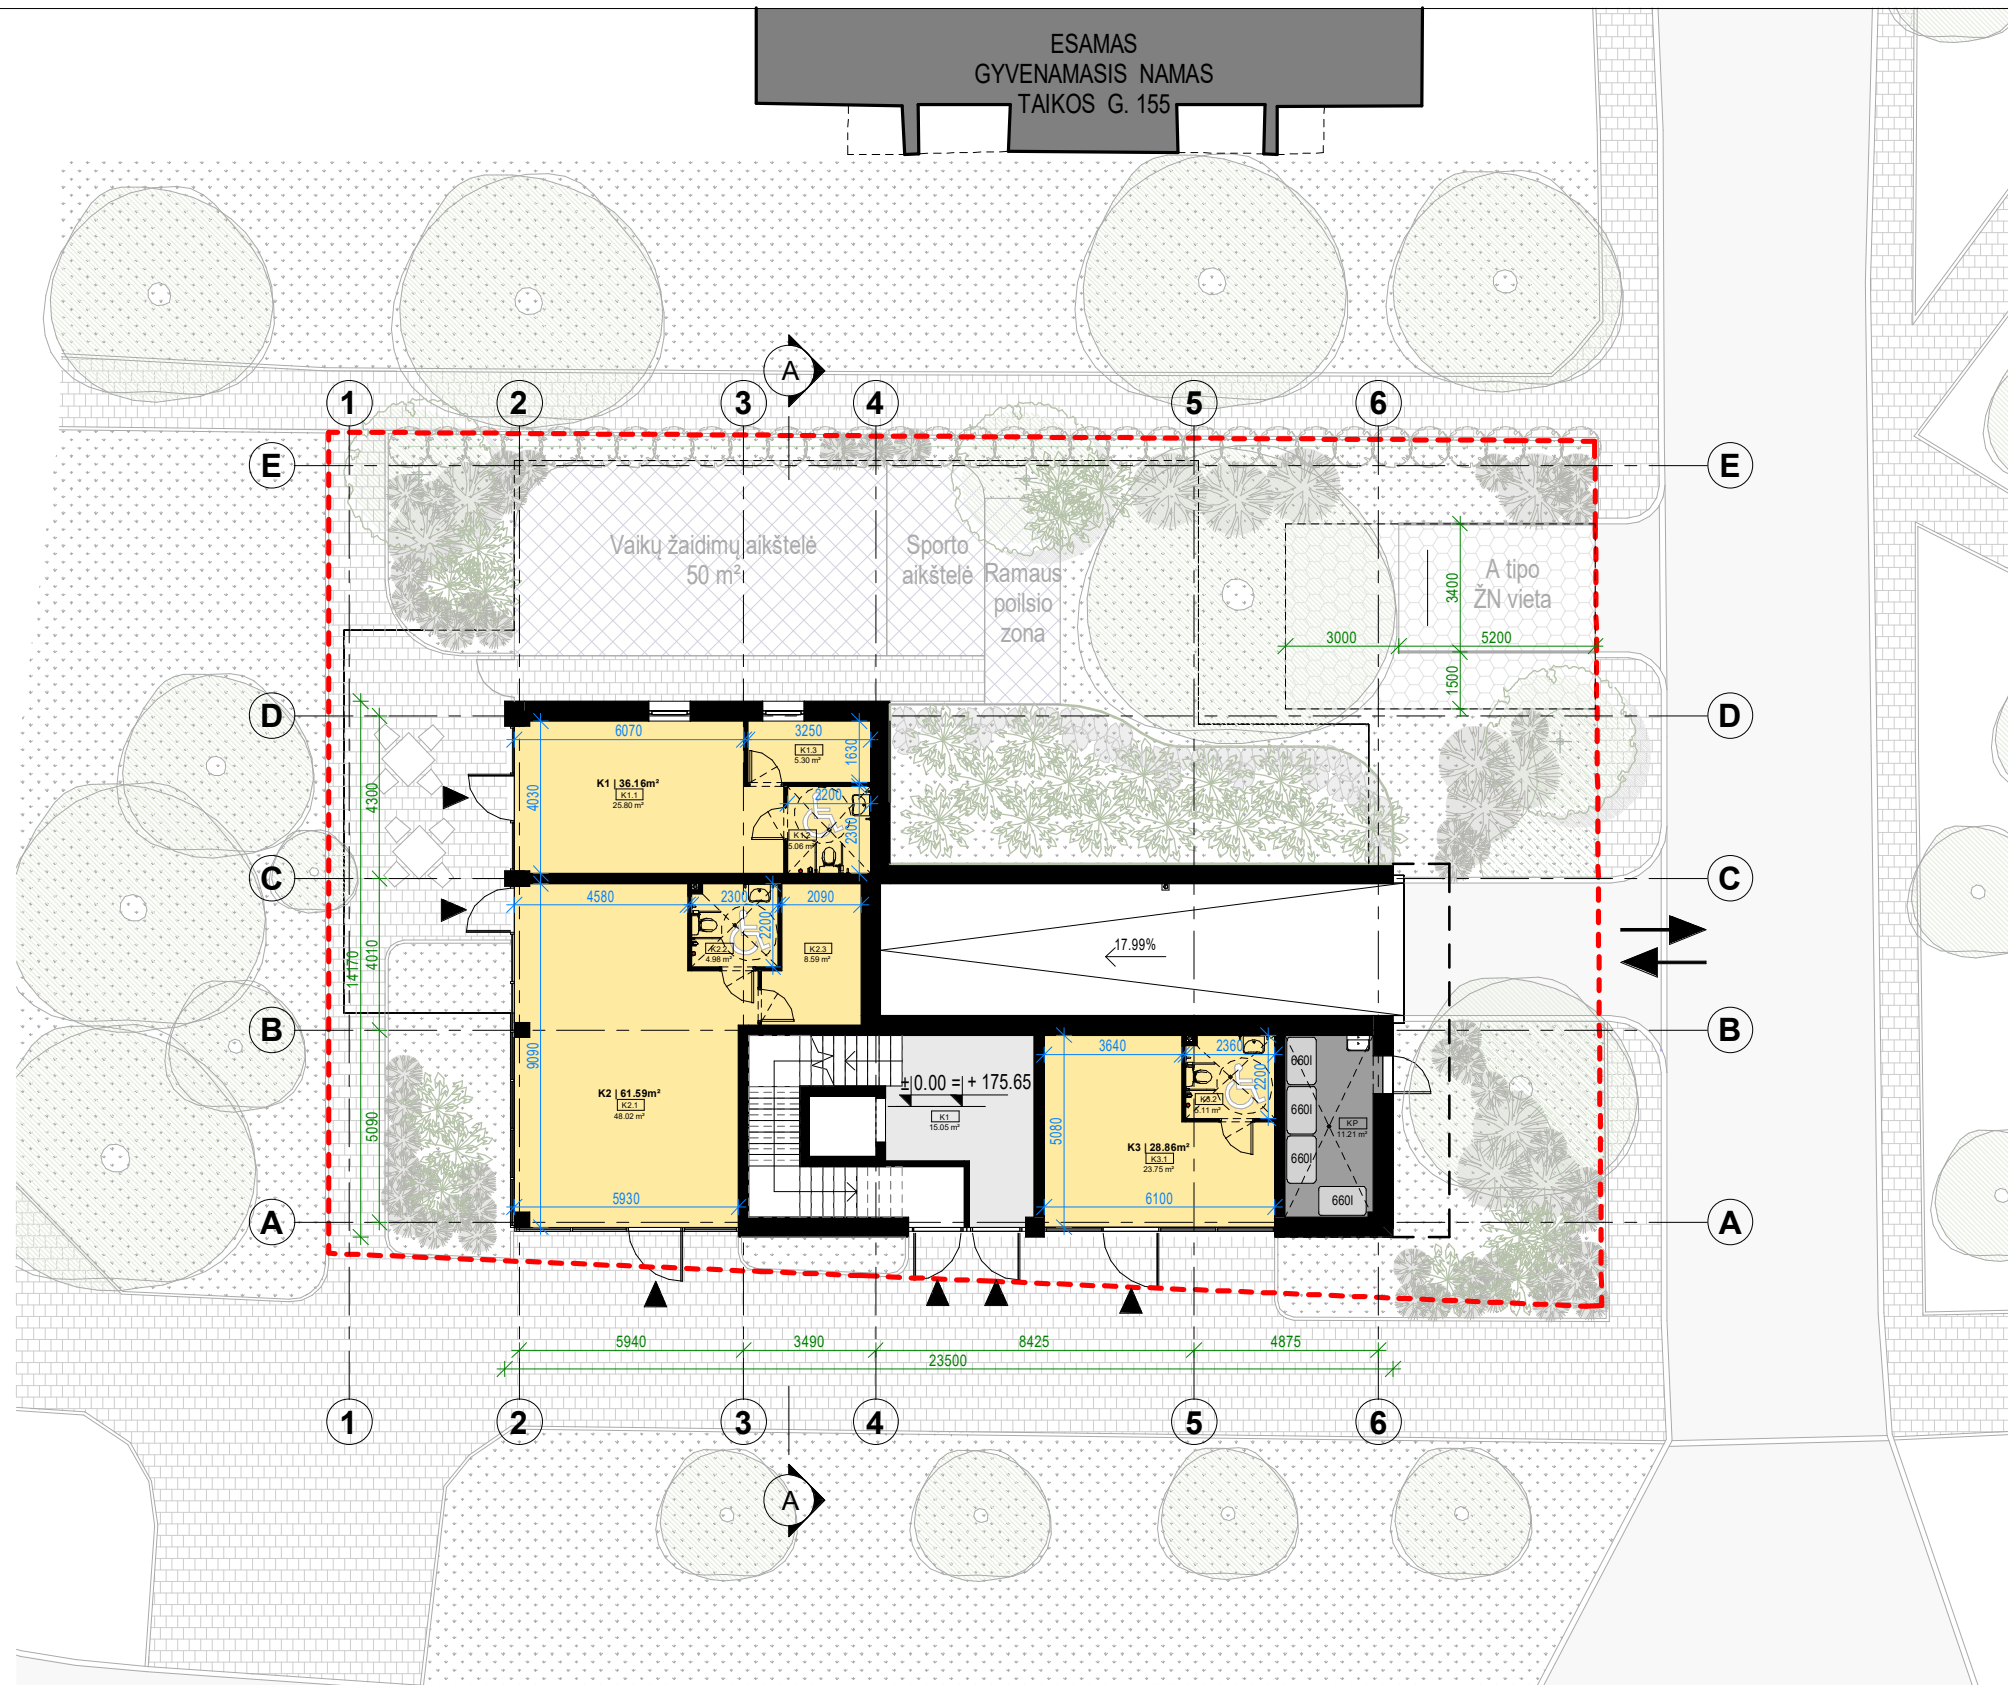 ESAMAS
GYVENAMASIS NAMAS
TAIKOS G. 155
A
1
2
3
4
5
6
E
E
Vaikų žaidimų aikštelė
50 m²
Sporto
aikštelė
Ramaus
poilsio
zona
A tipo
ŽN vieta
3400
3000
5200
1500
D
D
6070
3250
K1.3
5.30 m²
1630
K1 | 36.16m²
K1.1
25.80 m²
4030
2200
2300
K1.2
5.06 m²
4300
C
C
4580
2300
2090
2200
K2.2
4.98 m²
K2.3
8.59 m²
17.99%
14170
4010
B
B
9090
3640
2360
2200
660l
660l
660l
660l
±0.00 = + 175.65
K1
15.05 m²
K2 | 61.59m²
K2.1
48.02 m²
K3.2
5.11 m²
KP
11.21 m²
5090
5080
K3 | 28.86m²
K3.1
23.75 m²
5930
6100
A
A
5940
3490
8425
4875
23500
1
2
3
4
5
6
A